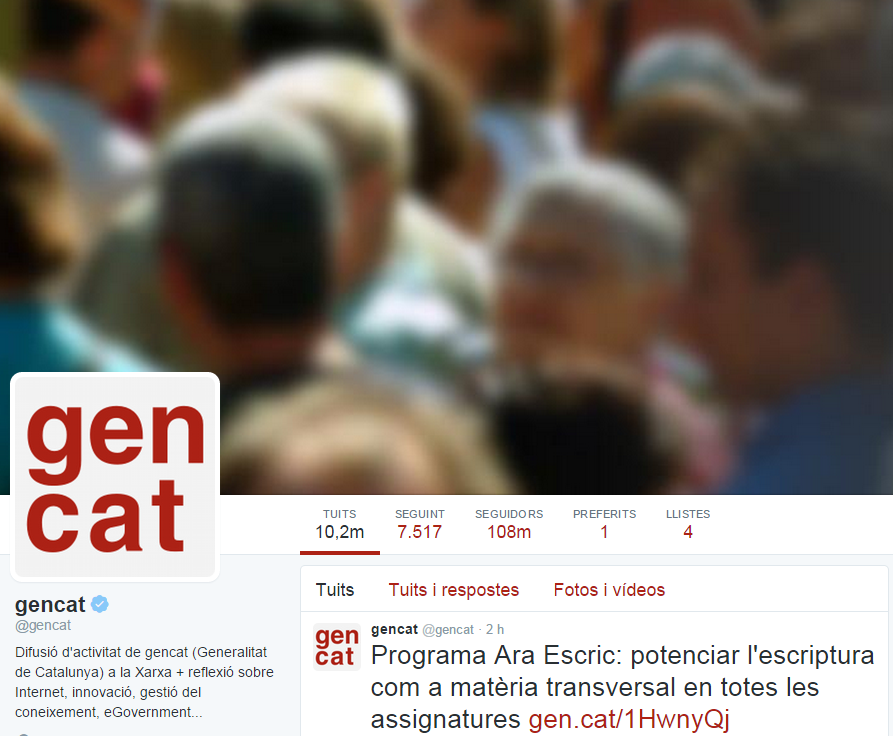 gen
cat
TUITS SEGUINT SEGUIDORS PREFERITS LLISTES
10,2m 7.517 108m 1 4
gencat
@gencat
Difusió d'activitat de gencat (Generalitat
de Catalunya) a la Xarxa + reflexió sobre
Internet, innovació, gestió del
coneixement, eGovernment...
Tuits Tuits i respostes Fotos i vídeos
gen
cat
gencat @gencat · 2 h
Programa Ara Escric: potenciar l'escriptura
com a matèria transversal en totes les
assignatures gen.cat/1HwnyQj